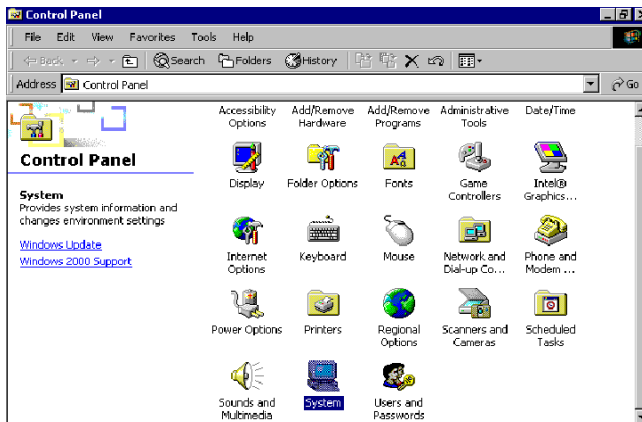 Control Panel
File Edit View Favorites Tools Help
Back Search Folders History
Address Control Panel Go
Accessibility Options
Add/Remove Hardware
Add/Remove Programs
Administrative Tools
Date/Time
Control Panel
System
Provides system information and
changes environment settings
Windows Update
Windows 2000 Support
Display
Folder Options
Fonts
Game
Controllers
Intel®
Graphics...
Internet
Options
Keyboard
Mouse
Network and
Dial-up Co...
Phone and
Modem ...
Power Options
Printers
Regional
Options
Scanners and
Cameras
Scheduled
Tasks
Sounds and
Multimedia
System
Users and
Passwords